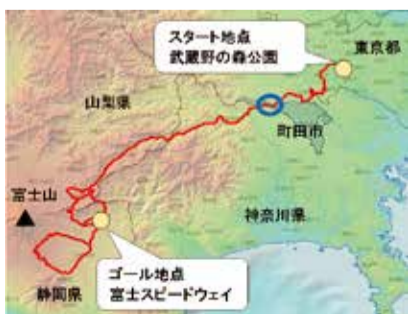 スタート地点
武蔵野の森公園
東京都
山梨県
町田市
富士山
神奈川県
ゴール地点
富士スピードウェイ
静岡県